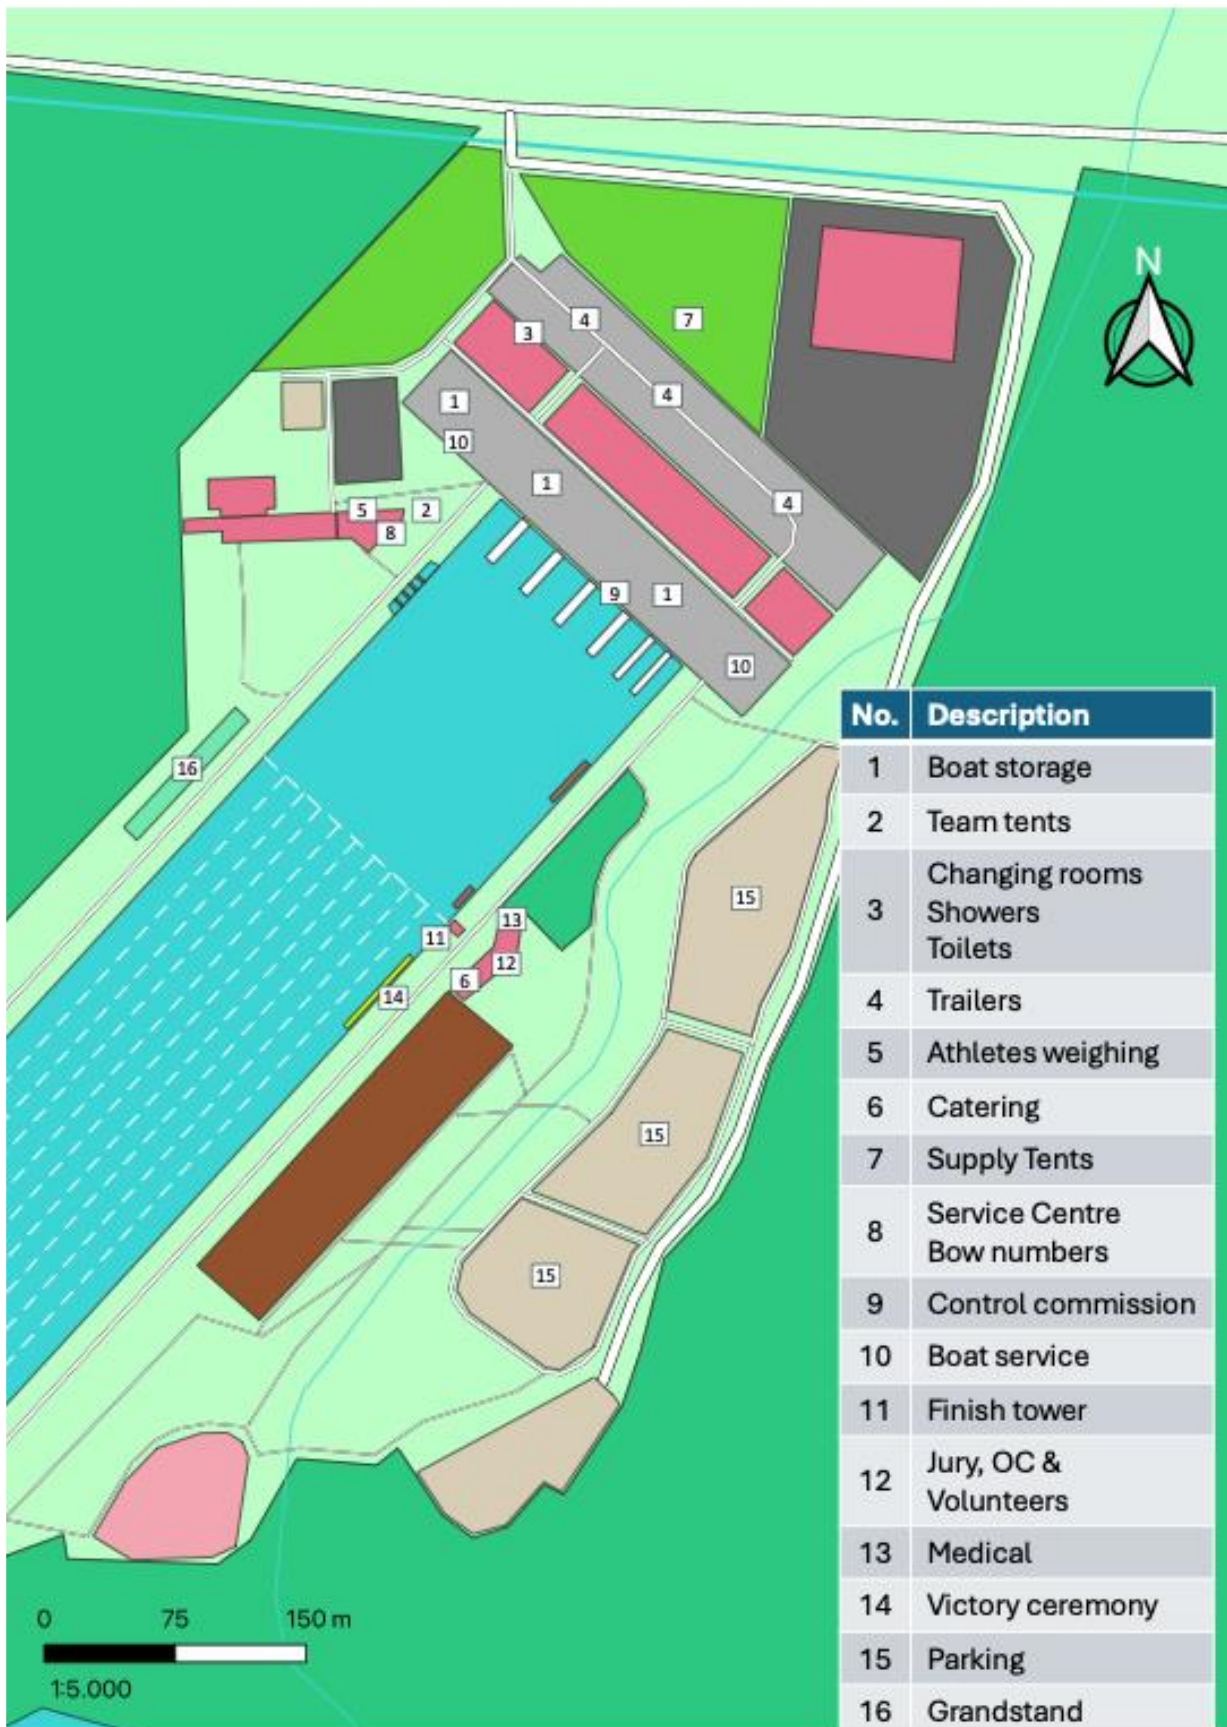 N
4
3
4
7
1
4
10
1
4
5
2
8
9
1
10
16
15
13
11
12
6
14
15
15
No. Description
1 Boat storage
2 Team tents
3 Changing rooms
Showers
Toilets
4 Trailers
5 Athletes weighing
6 Catering
7 Supply Tents
8 Service Centre
Bow numbers
9 Control commission
10 Boat service
11 Finish tower
12 Jury, OC &
Volunteers
13 Medical
14 Victory ceremony
15 Parking
16 Grandstand
0 75 150 m
1:5.000